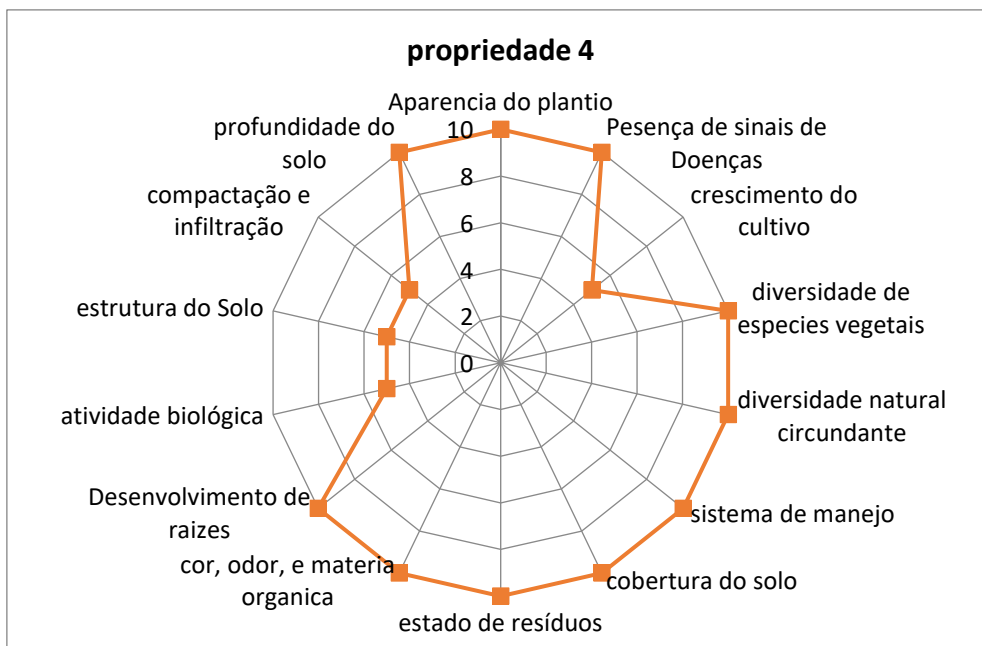 propriedade 4
Aparencia do plantio
Pesença de sinais de
Doenças
crescimento do
cultivo
diversidade de
especies vegetais
diversidade natural
circundante
sistema de manejo
cobertura do solo
estado de resíduos
cor, odor, e materia
organica
Desenvolvimento de
raizes
atividade biológica
estrutura do Solo
compactação e
infiltração
profundidade do
solo
10
8
6
4
2
0